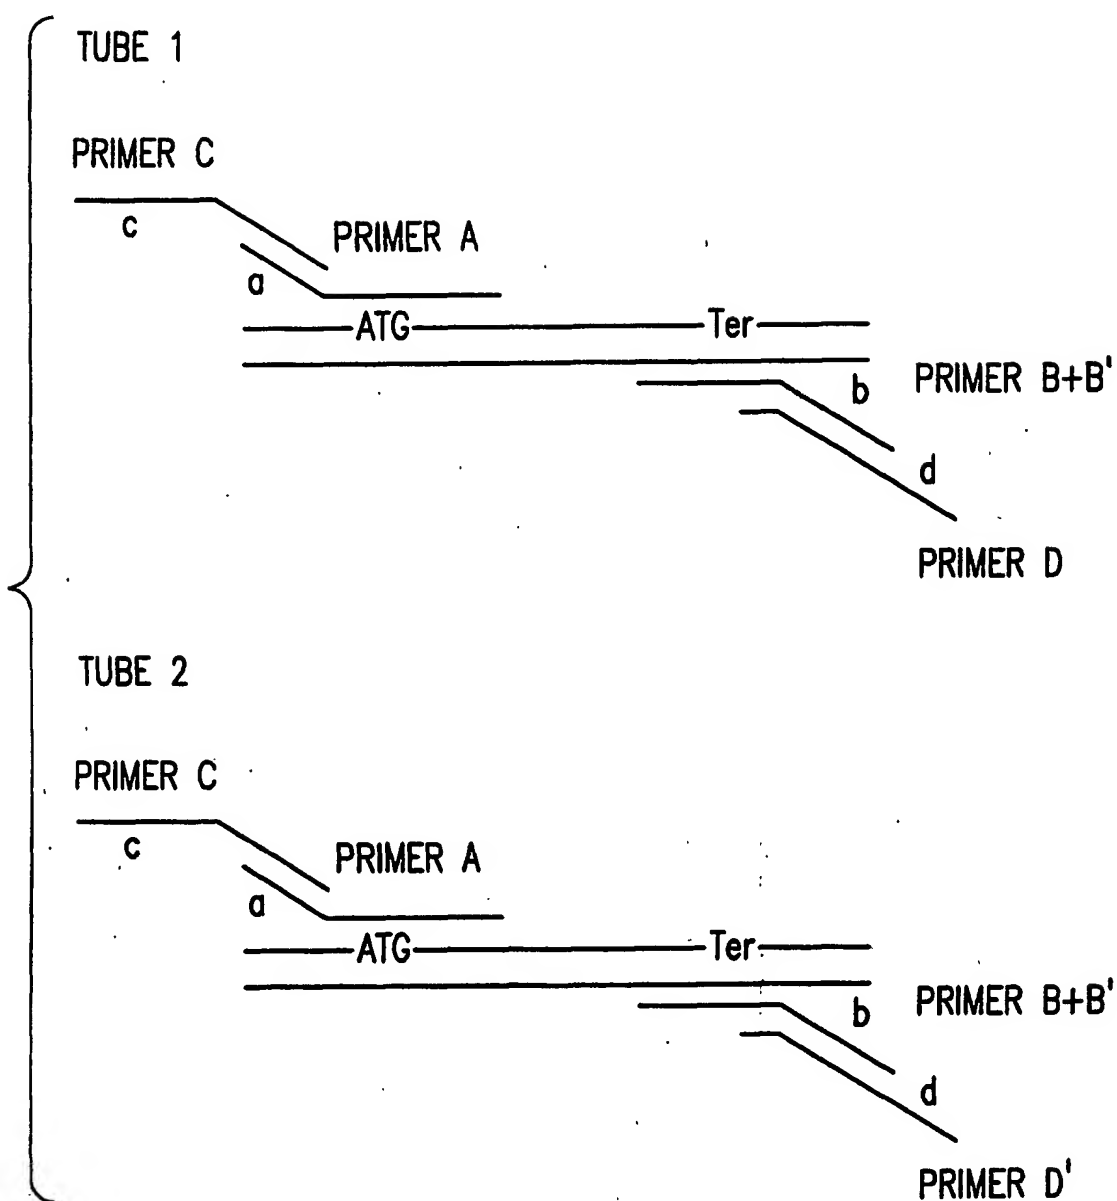 TUBE 1
PRIMER C
c
PRIMER A
a
ATG
Ter
b
PRIMER B+B'
d
PRIMER D
TUBE 2
PRIMER C
c
PRIMER A
a
ATG
Ter
b
PRIMER B+B'
d
PRIMER D'